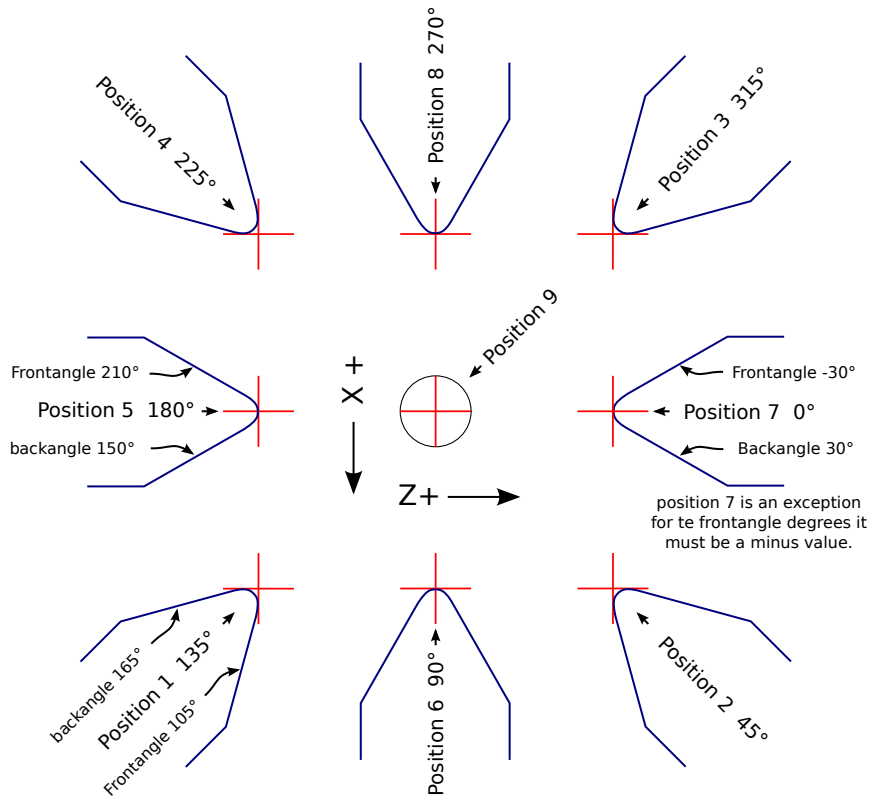 Position 4 225°
Position 8 270°
Position 3 315°
Position 9
Frontangle 210°
Position 5 180°
backangle 150°
X +
Z+
Frontangle -30°
Position 7 0°
Backangle 30°
position 7 is an exception
for te frontangle degrees it
must be a minus value.
backangle 165°
Position 1 135°
Frontangle 105°
Position 6 90°
Position 2 45°